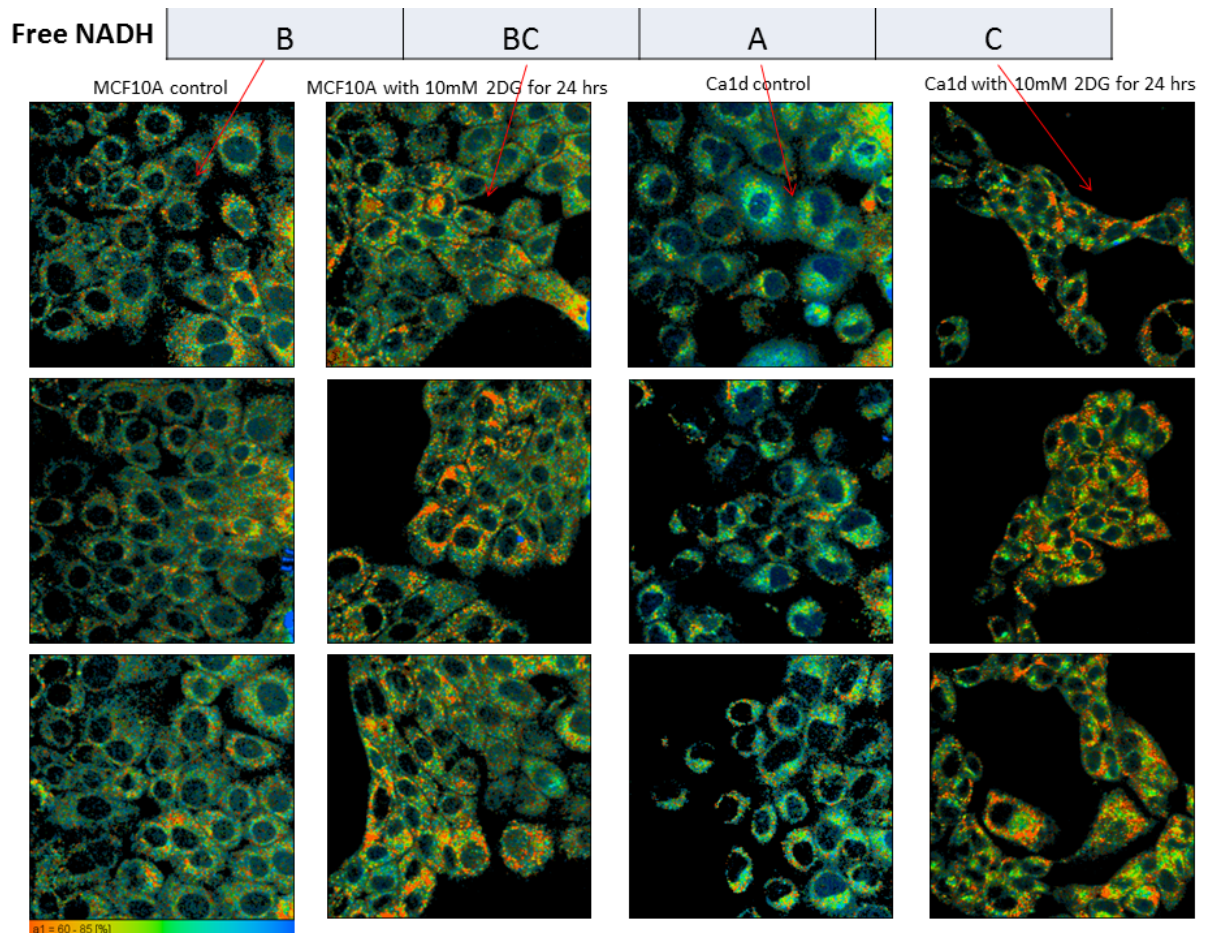 Free NADH B BC A C
MCF10A control MCF10A with 10mM 2DG for 24 hrs Ca1d control Ca1d with 10mM 2DG for 24 hrs
a1 = 60 - 85 [%]